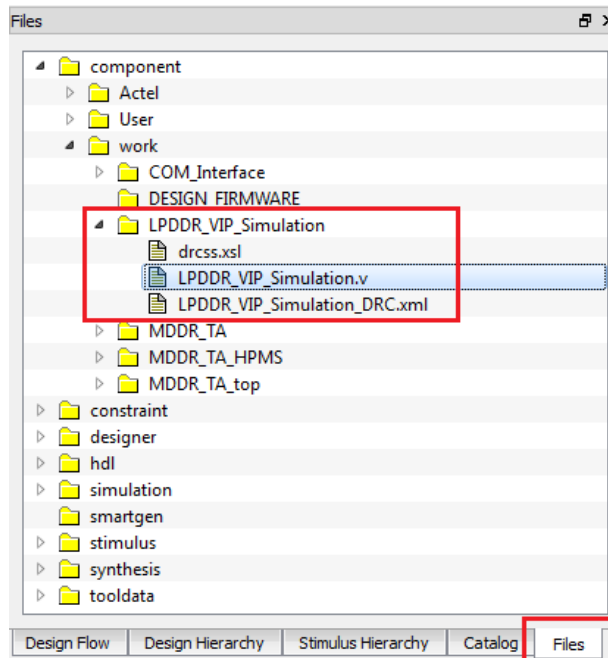 Files
component
Actel
User
work
COM_Interface
DESIGN_FIRMWARE
LPDDR_VIP_Simulation
drcss.xsl
LPDDR_VIP_Simulation.v
LPDDR_VIP_Simulation_DRC.xml
MDDR_TA
MDDR_TA_HPMS
MDDR_TA_top
constraint
designer
hdl
simulation
smartgen
stimulus
synthesis
tooldata
Design Flow Design Hierarchy Stimulus Hierarchy Catalog Files